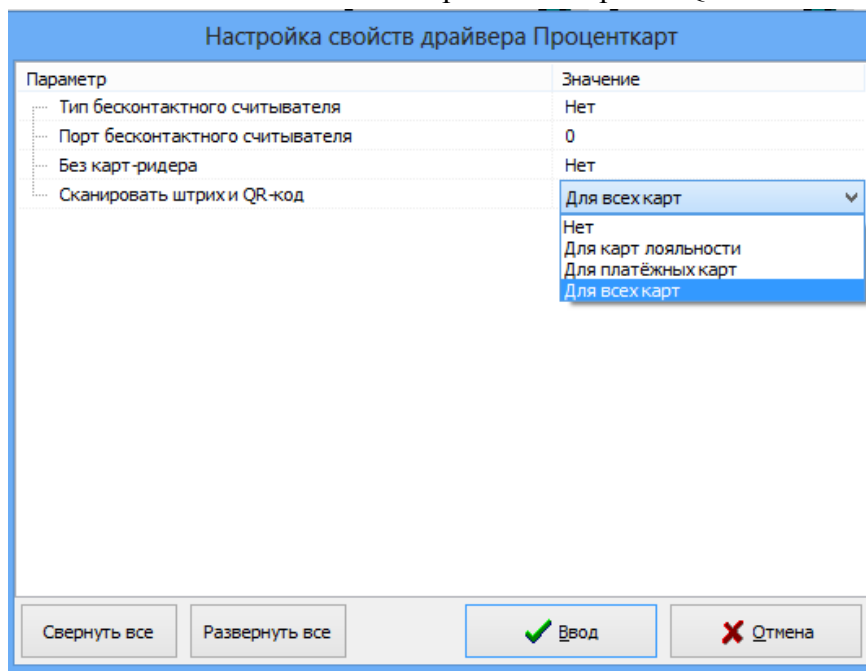 Настройка свойств драйвера Проценткарт
Параметр Значение
Тип бесконтактного считывателя Нет
Порт бесконтактного считывателя 0
Без карт-ридера Нет
Сканировать штрих и QR-код Для всех карт
Нет
Для карт лояльности
Для платёжных карт
Для всех карт
Свернуть все Развернуть все Ввод Отмена